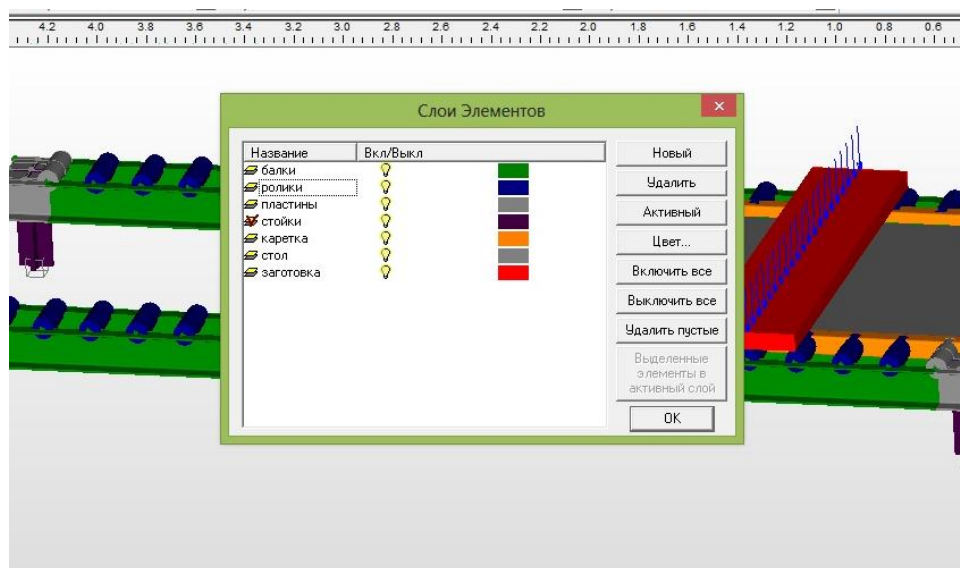 4.2 4.0 3.8 3.6 3.4 3.2 3.0 2.8 2.6 2.4 2.2 2.0 1.8 1.6 1.4 1.2 1.0 0.8 0.6
Слои Элементов
Название Вкл/Выкл
балки
ролики
пластины
стойки
каретка
стол
заготовка
Новый
Удалить
Активный
Цвет...
Включить все
Выключить все
Удалить пустые
Выделенные
элементы в
активный слой
OK